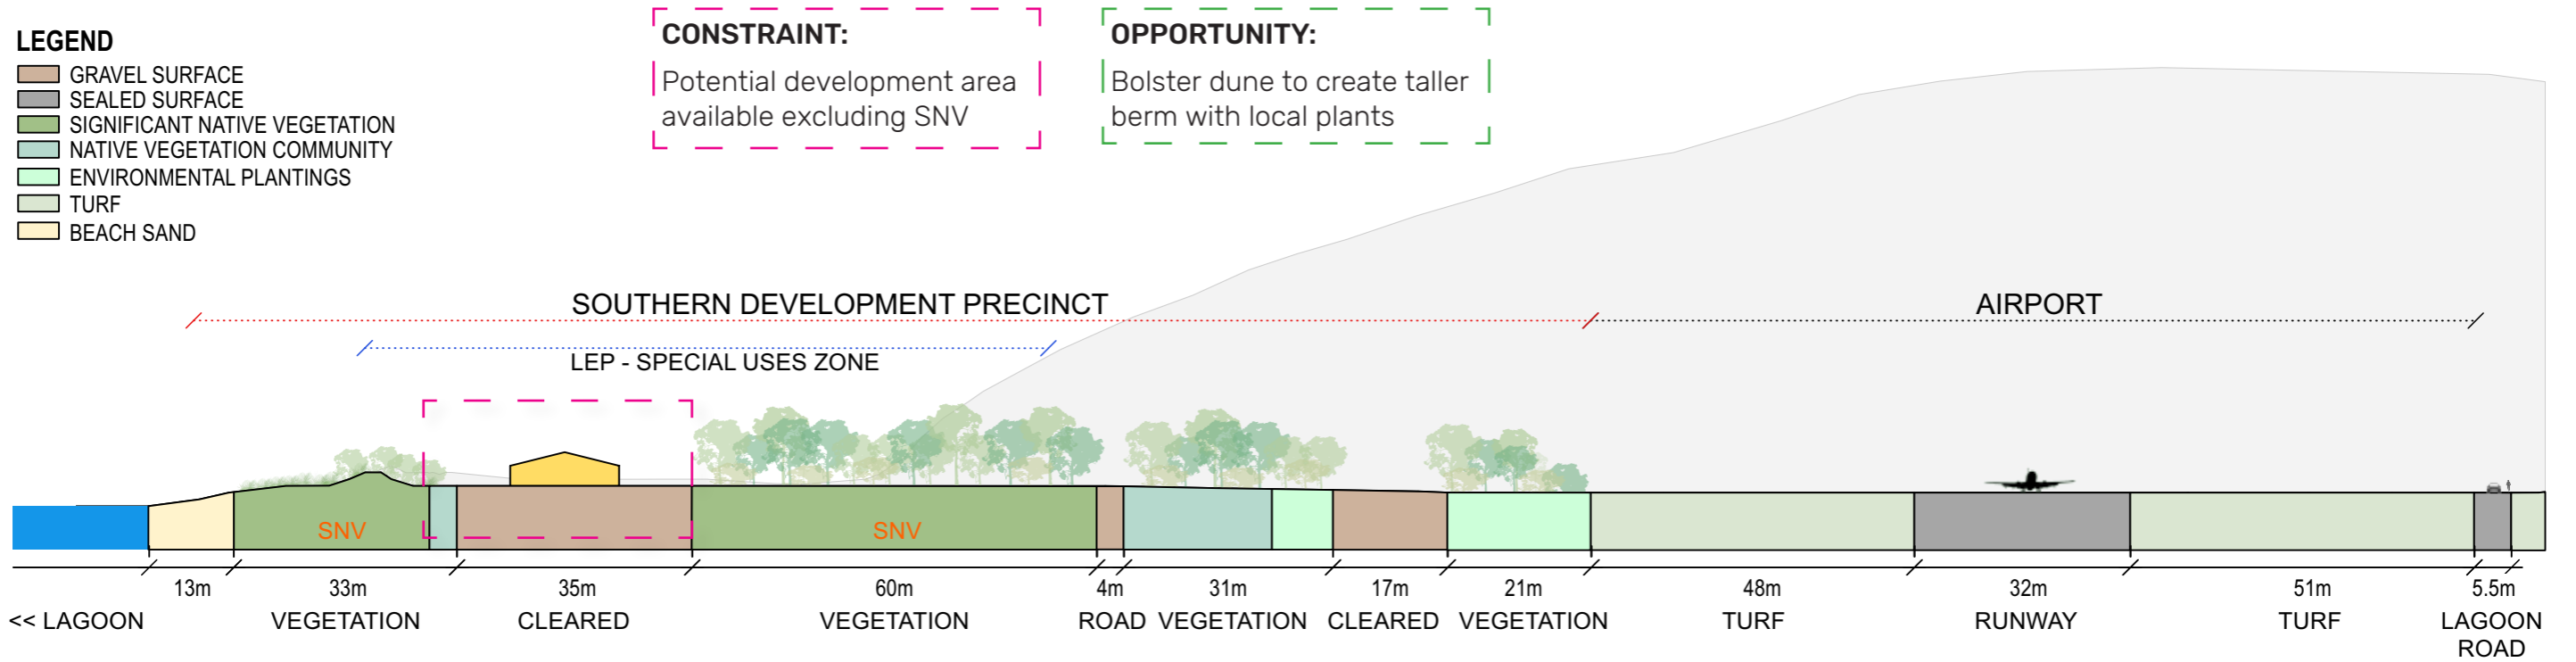 LEGEND
GRAVEL SURFACE
SEALED SURFACE
SIGNIFICANT NATIVE VEGETATION
NATIVE VEGETATION COMMUNITY
ENVIRONMENTAL PLANTINGS
TURF
BEACH SAND
CONSTRAINT:
Potential development area
available excluding SNV
OPPORTUNITY:
Bolster dune to create taller
berm with local plants
SOUTHERN DEVELOPMENT PRECINCT
AIRPORT
LEP - SPECIAL USES ZONE
SNV
SNV
13m
33m
35m
60m
4m
31m
17m
21m
48m
32m
51m
5.5m
<< LAGOON
VEGETATION
CLEARED
VEGETATION
ROAD
VEGETATION
CLEARED
VEGETATION
TURF
RUNWAY
TURF
LAGOON
ROAD